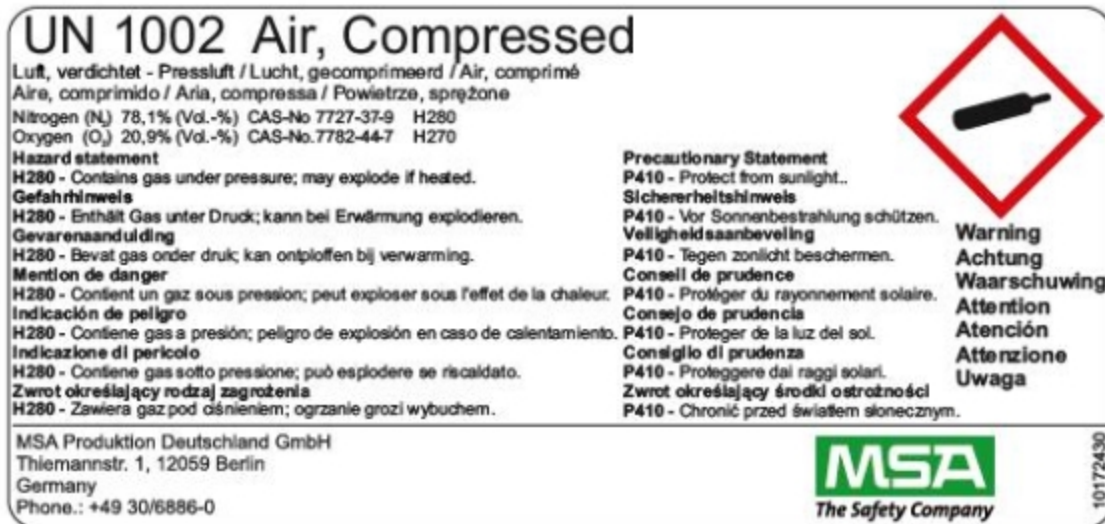 UN 1002 Air, Compressed
Luft, verdichtet - Pressluft / Lucht, gecomprimeerd / Air, comprimé
Aire, comprimido / Aria, compressa / Powietrze, sprężone
Nitrogen (N₂) 78,1% (Vol.-%) CAS-No 7727-37-9 H280
Oxygen (O₂) 20,9% (Vol.-%) CAS-No.7782-44-7 H270
Hazard statement
H280 - Contains gas under pressure; may explode if heated.
Gefahrhinweis
H280 - Enthält Gas unter Druck; kann bei Erwärmung explodieren.
Gevarenaanduiding
H280 - Bevat gas onder druk; kan ontploffen bij verwarming.
Mention de danger
H280 - Contient un gaz sous pression; peut exploser sous l'effet de la chaleur.
Indicación de peligro
H280 - Contiene gas a presión; peligro de explosión en caso de calentamiento.
Indicazione di pericolo
H280 - Contiene gas sotto pressione; può esplodere se riscaldato.
Zwrot określający rodzaj zagrożenia
H280 - Zawiera gaz pod ciśnieniem; ogrzanie grozi wybuchem.
Precautionary Statement
P410 - Protect from sunlight..
Sichererheitshinweis
P410 - Vor Sonnenbestrahlung schützen.
Veiligheidsaanbeveling
P410 - Tegen zonlicht beschermen.
Conseil de prudence
P410 - Protéger du rayonnement solaire.
Consejo de prudencia
P410 - Proteger de la luz del sol.
Consiglio di prudenza
P410 - Proteggere dai raggi solari.
Zwrot określający środki ostrożności
P410 - Chronić przed światłem słonecznym.
Warning
Achtung
Waarschuwing
Attention
Atención
Attenzione
Uwaga
MSA Produktion Deutschland GmbH
Thiemannstr. 1, 12059 Berlin
Germany
Phone.: +49 30/6886-0
MSA
The Safety Company
10172430